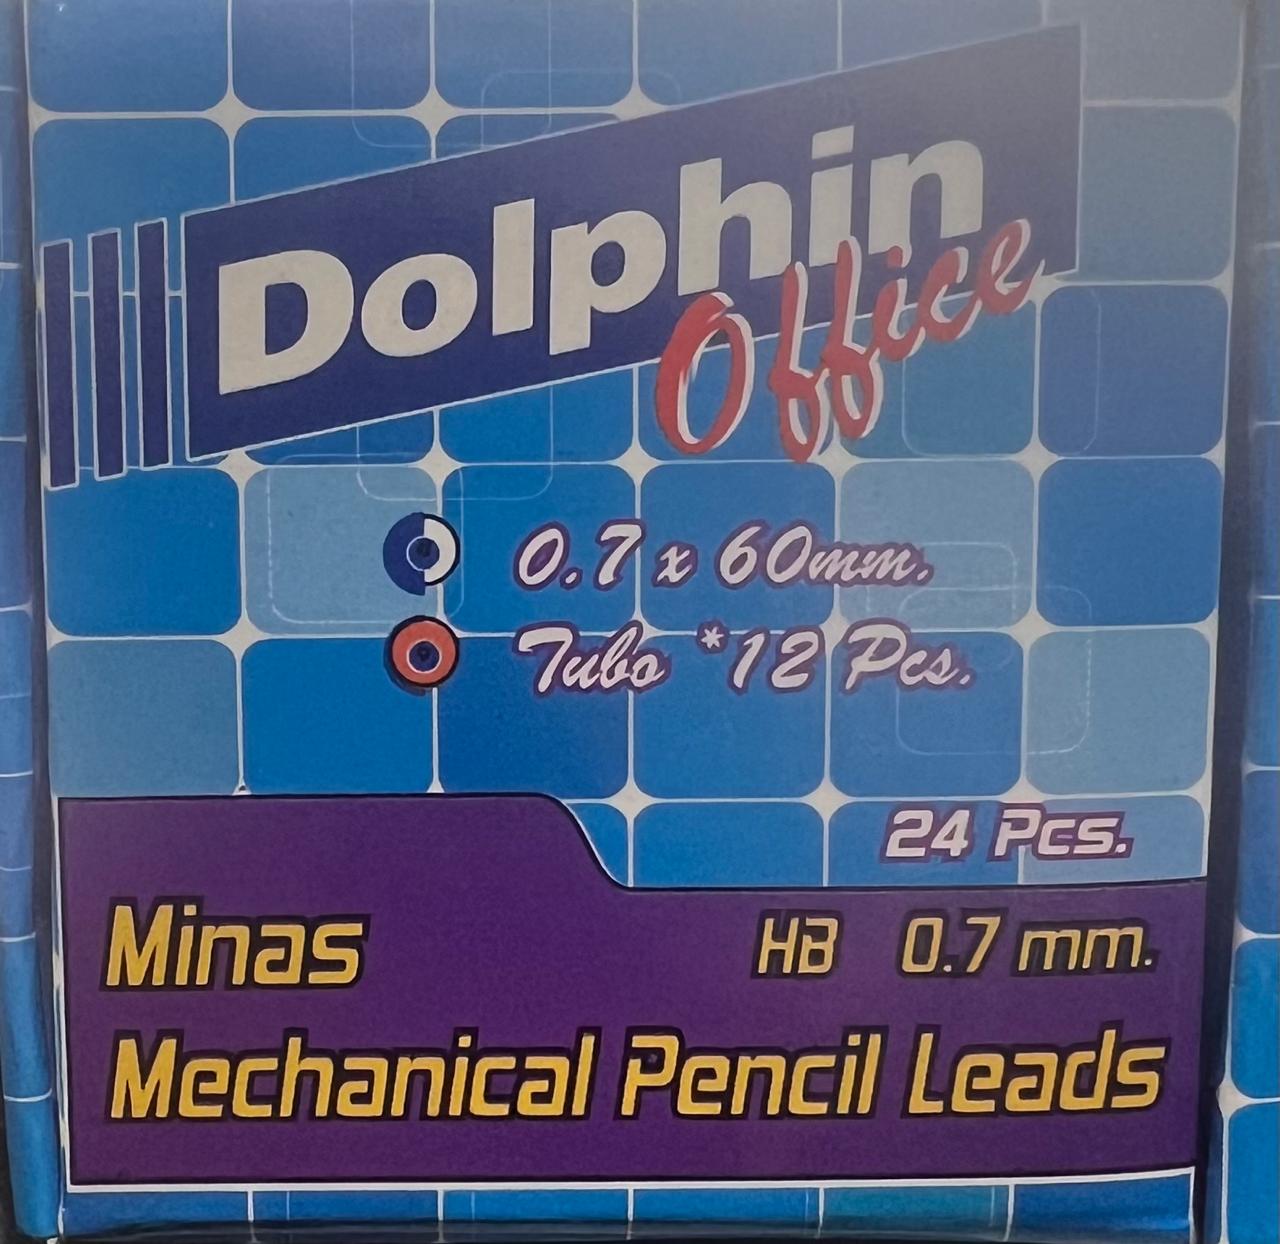 Dolphin
Office
0.7 x 60mm.
Tubo *12 Pcs.
24 Pcs.
Minas HB 0.7 mm.
Mechanical Pencil Leads